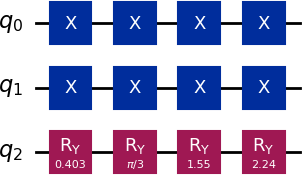 q0 X X X X
q1 X X X X
q2 RY 0.403 RY π/3 RY 1.55 RY 2.24